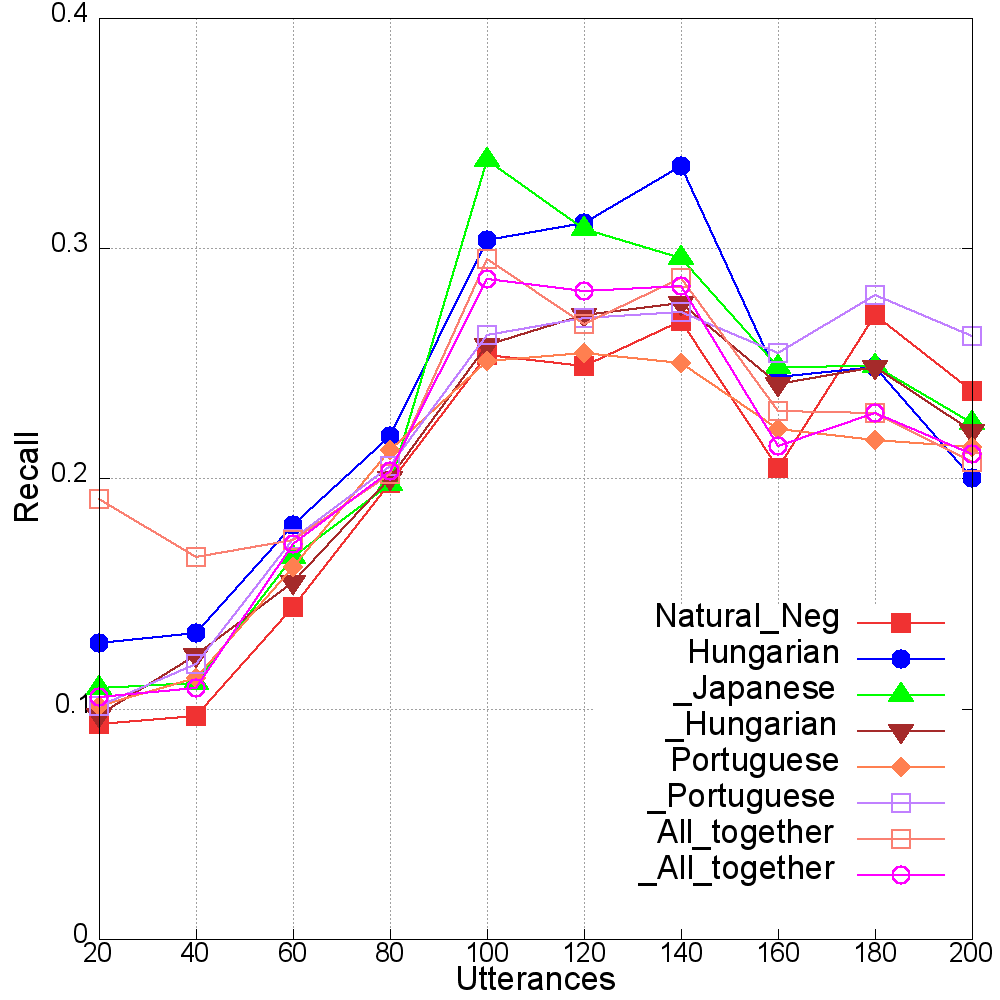 0.4
0.3
0.2
0.1
0
Recall
20 40 60 80 100 120 140 160 180 200
Utterances
Natural_Neg
Hungarian
_Japanese
_Hungarian
Portuguese
_Portuguese
All_together
_All_together